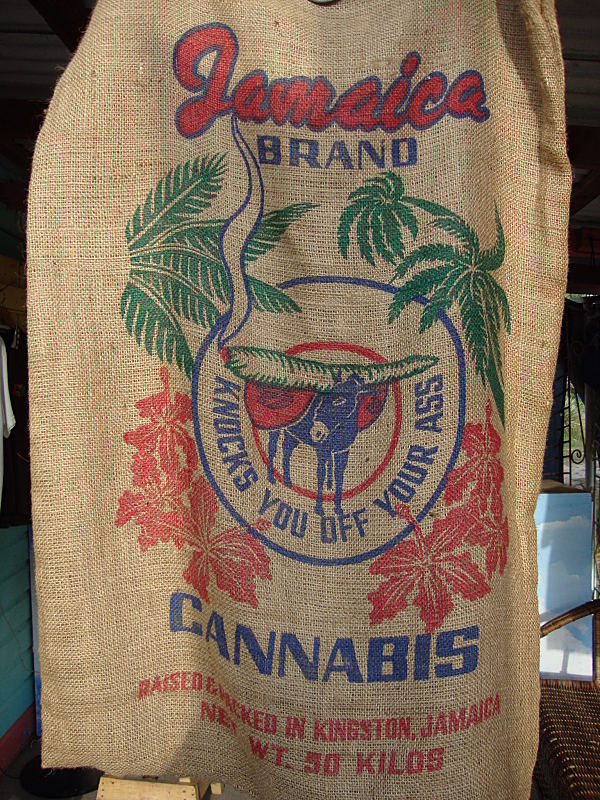 Jamaica
BRAND
KNOCKS YOU OFF YOUR ASS
CANNABIS
RAISED & PACKED IN KINGSTON, JAMAICA
NET WT. 50 KILOS